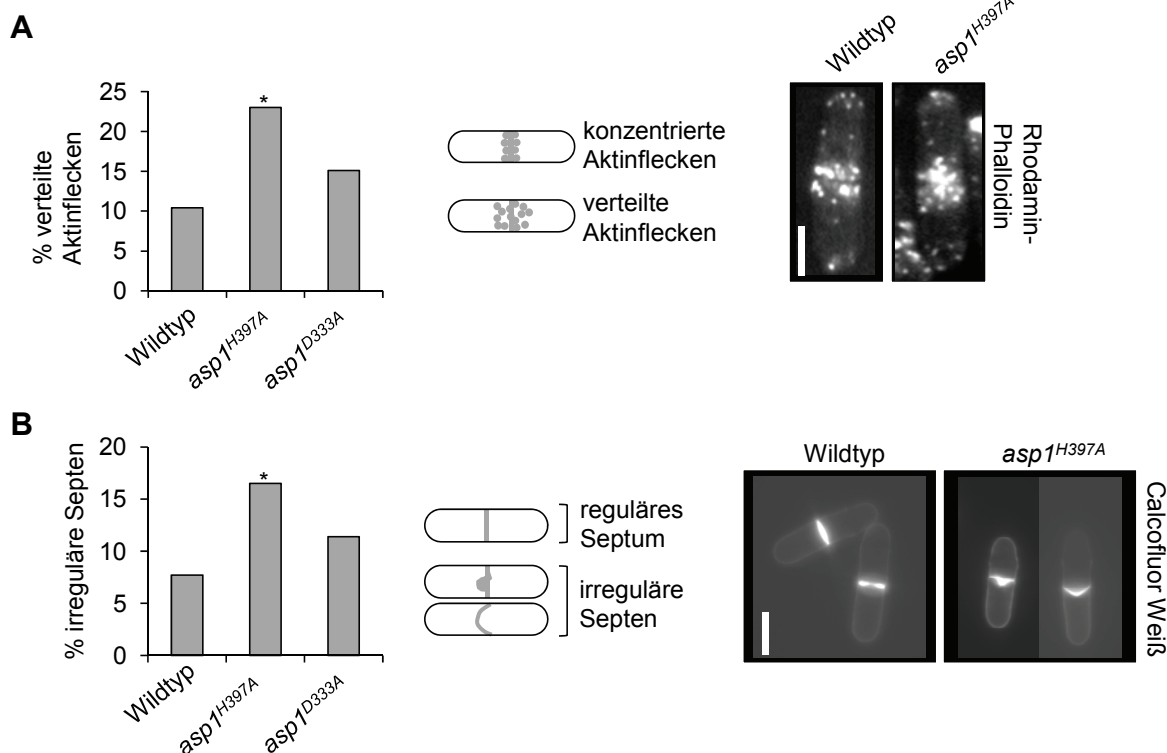 A
% verteilte
Aktinflecken
25
20
15
10
5
0
*
Wildtyp
asp1H397A
asp1D333A
konzentrierte
Aktinflecken
verteilte
Aktinflecken
Wildtyp
asp1H397A
Rhodamin-
Phalloidin
B
% irreguläre Septen
20
15
10
5
0
*
Wildtyp
asp1H397A
asp1D333A
reguläres
Septum
irreguläre
Septen
Wildtyp
asp1H397A
Calcofluor Weiß